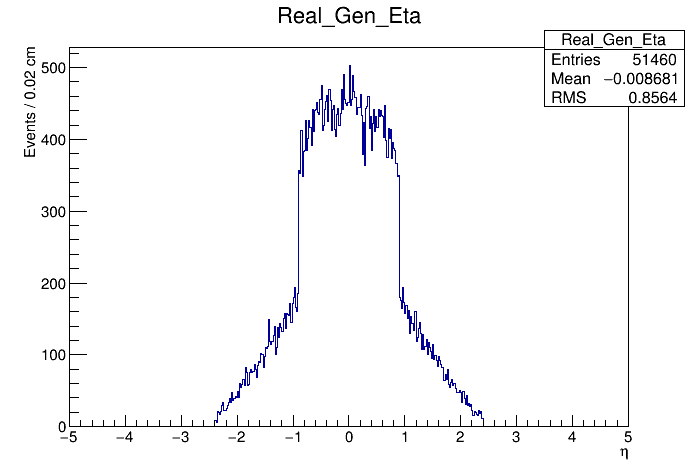 Real_Gen_Eta
Real_Gen_Eta
Entries 51460
Mean −0.008681
RMS 0.8564
Events / 0.02 cm
500
400
300
200
100
0
−5 −4 −3 −2 −1 0 1 2 3 4 5
η